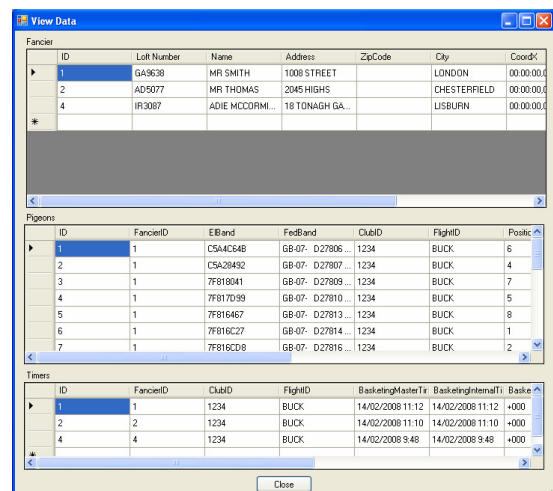 View Data
Fancier
ID Loft Number Name Address ZipCode City CoordX
1 GA9638 MR SMITH 1008 STREET LONDON 00:00:00,0
2 AD5077 MR THOMAS 2045 HIGHS CHESTERFIELD 00:00:00,0
4 IR3087 ADIE MCCORMI... 18 TONAGH GA... LISBURN 00:00:00,0
Pigeons
ID FancierID ElBand FedBand ClubID FlightID Positic
1 1 C5A4C64B GB-07- D27806 ... 1234 BUCK 6
2 1 C5A28492 GB-07- D27807 ... 1234 BUCK 4
3 1 7F818041 GB-07- D27809 ... 1234 BUCK 7
4 1 7F817D99 GB-07- D27810 ... 1234 BUCK 5
5 1 7F816467 GB-07- D27813 ... 1234 BUCK 8
6 1 7F816C27 GB-07- D27814 ... 1234 BUCK 1
7 1 7F816CD8 GB-07- D27816 ... 1234 BUCK 2
Timers
ID FancierID ClubID FlightID BasketingMasterTir BasketingInternalTi Baske
1 1 1234 BUCK 14/02/2008 11:12 14/02/2008 11:12 +000
2 2 1234 BUCK 14/02/2008 11:10 14/02/2008 11:10 +000
4 4 1234 BUCK 14/02/2008 9:48 14/02/2008 9:48 +000
Close